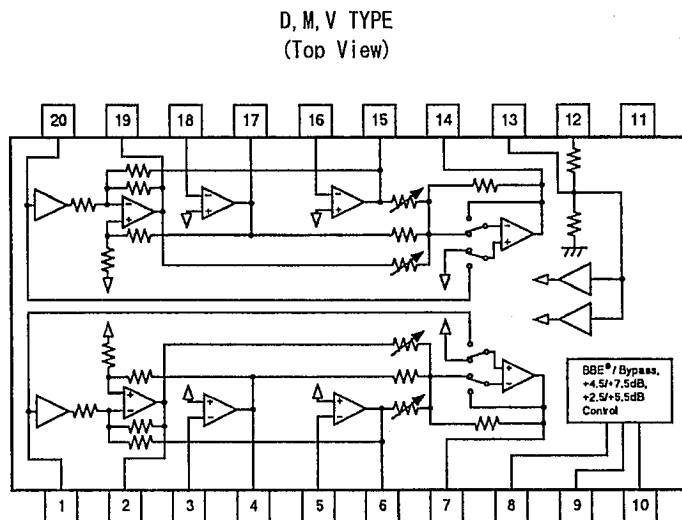 D, M, V TYPE
(Top View)
20 19 18 17 16 15 14 13 12 11
BBE® / Bypass,
+4.5/+7.5dB,
+2.5/+5.5dB
Control
1 2 3 4 5 6 7 8 9 10